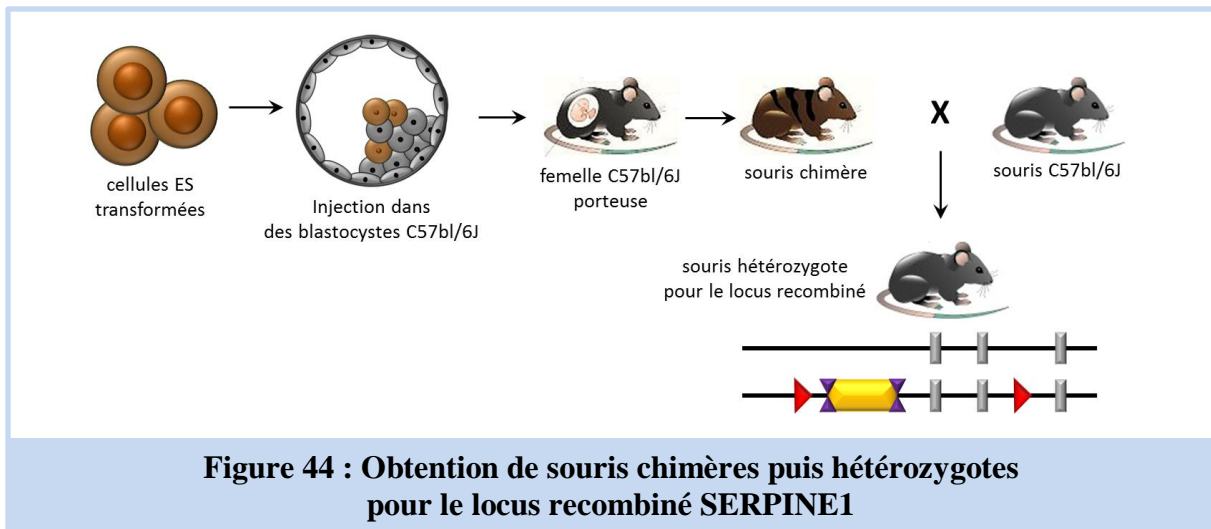 cellules ES
transformées
Injection dans
des blastocystes C57bl/6J
femelle C57bl/6J
porteuse
souris chimère
X
souris C57bl/6J
souris hétérozygote
pour le locus recombiné
Figure 44 : Obtention de souris chimères puis hétérozygotes
pour le locus recombiné SERPINE1